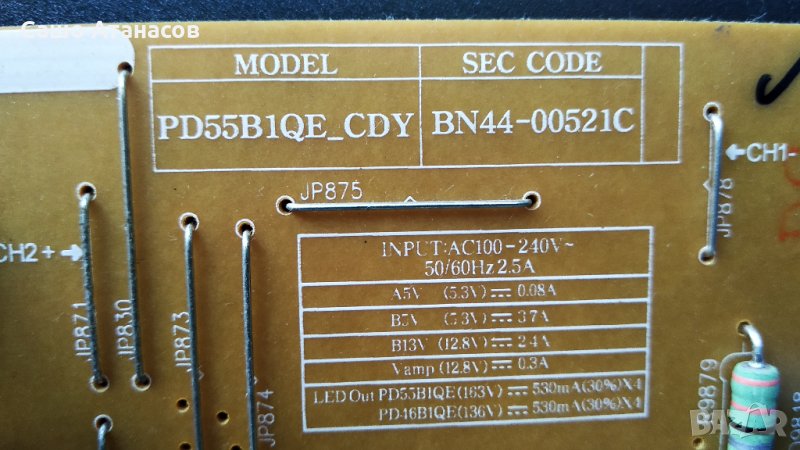 Сашо Атанасов
MODEL SEC CODE
PD55B1QE_CDY BN44-00521C
←CH1-
JP875
JP878
CH2+→
INPUT:AC100-240V~
50/60Hz 2.5A
A5V (5.3V) ⎓ 0.08A
B5V (5.3V) ⎓ 3.7A
B13V (12.8V) ⎓ 2.4A
Vamp (12.8V) ⎓ 0.3A
LED Out PD55B1QE(163V) ⎓ 530mA(30%)X4
PD46B1QE(136V) ⎓ 530mA(30%)X4
JP871
JP830
JP873
JP874
JP9879
BAZAR